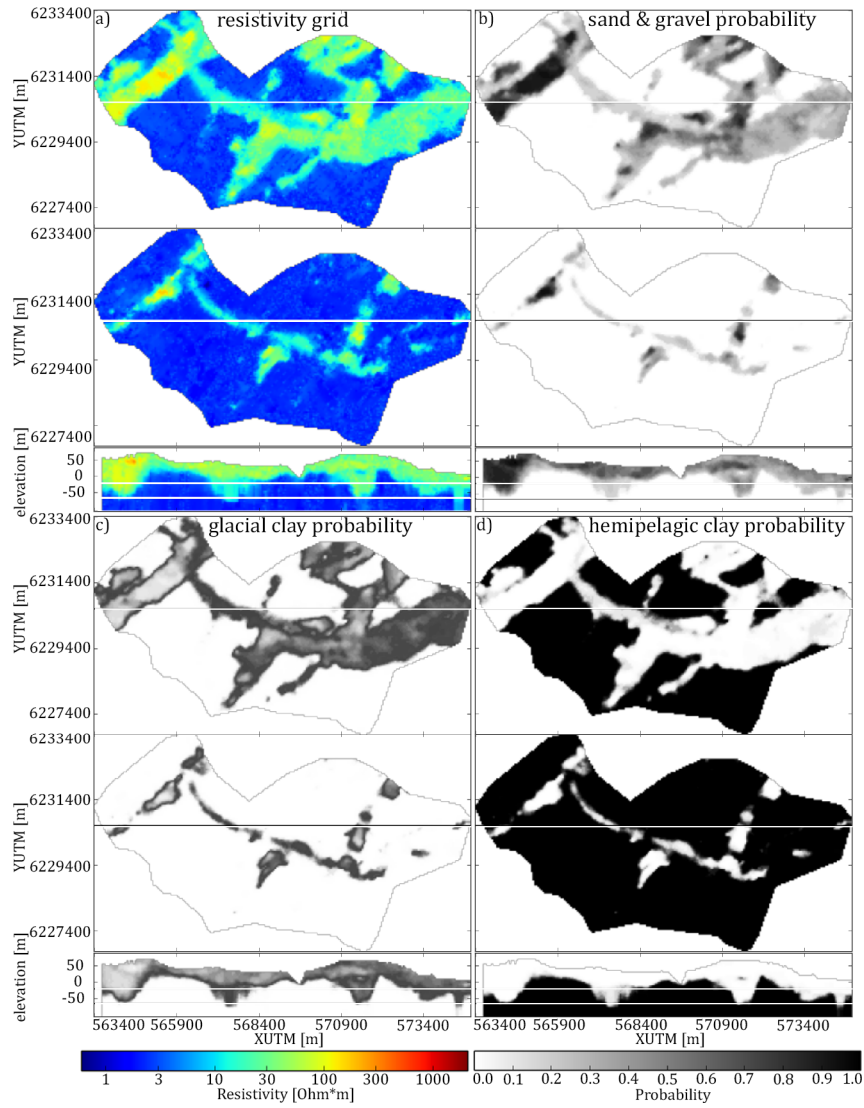 a) resistivity grid
b) sand & gravel probability
6233400
6231400
6229400
6227400
YUTM [m]
6233400
6231400
6229400
6227400
YUTM [m]
50
0
-50
elevation [m]
c) glacial clay probability
d) hemipelagic clay probability
6233400
6231400
6229400
6227400
YUTM [m]
6233400
6231400
6229400
6227400
YUTM [m]
50
0
-50
elevation [m]
563400 565900 568400 570900 573400
XUTM [m]
563400 565900 568400 570900 573400
XUTM [m]
1 3 10 30 100 300 1000
Resistivity [Ohm*m]
0.0 0.1 0.2 0.3 0.4 0.5 0.6 0.7 0.8 0.9 1.0
Probability